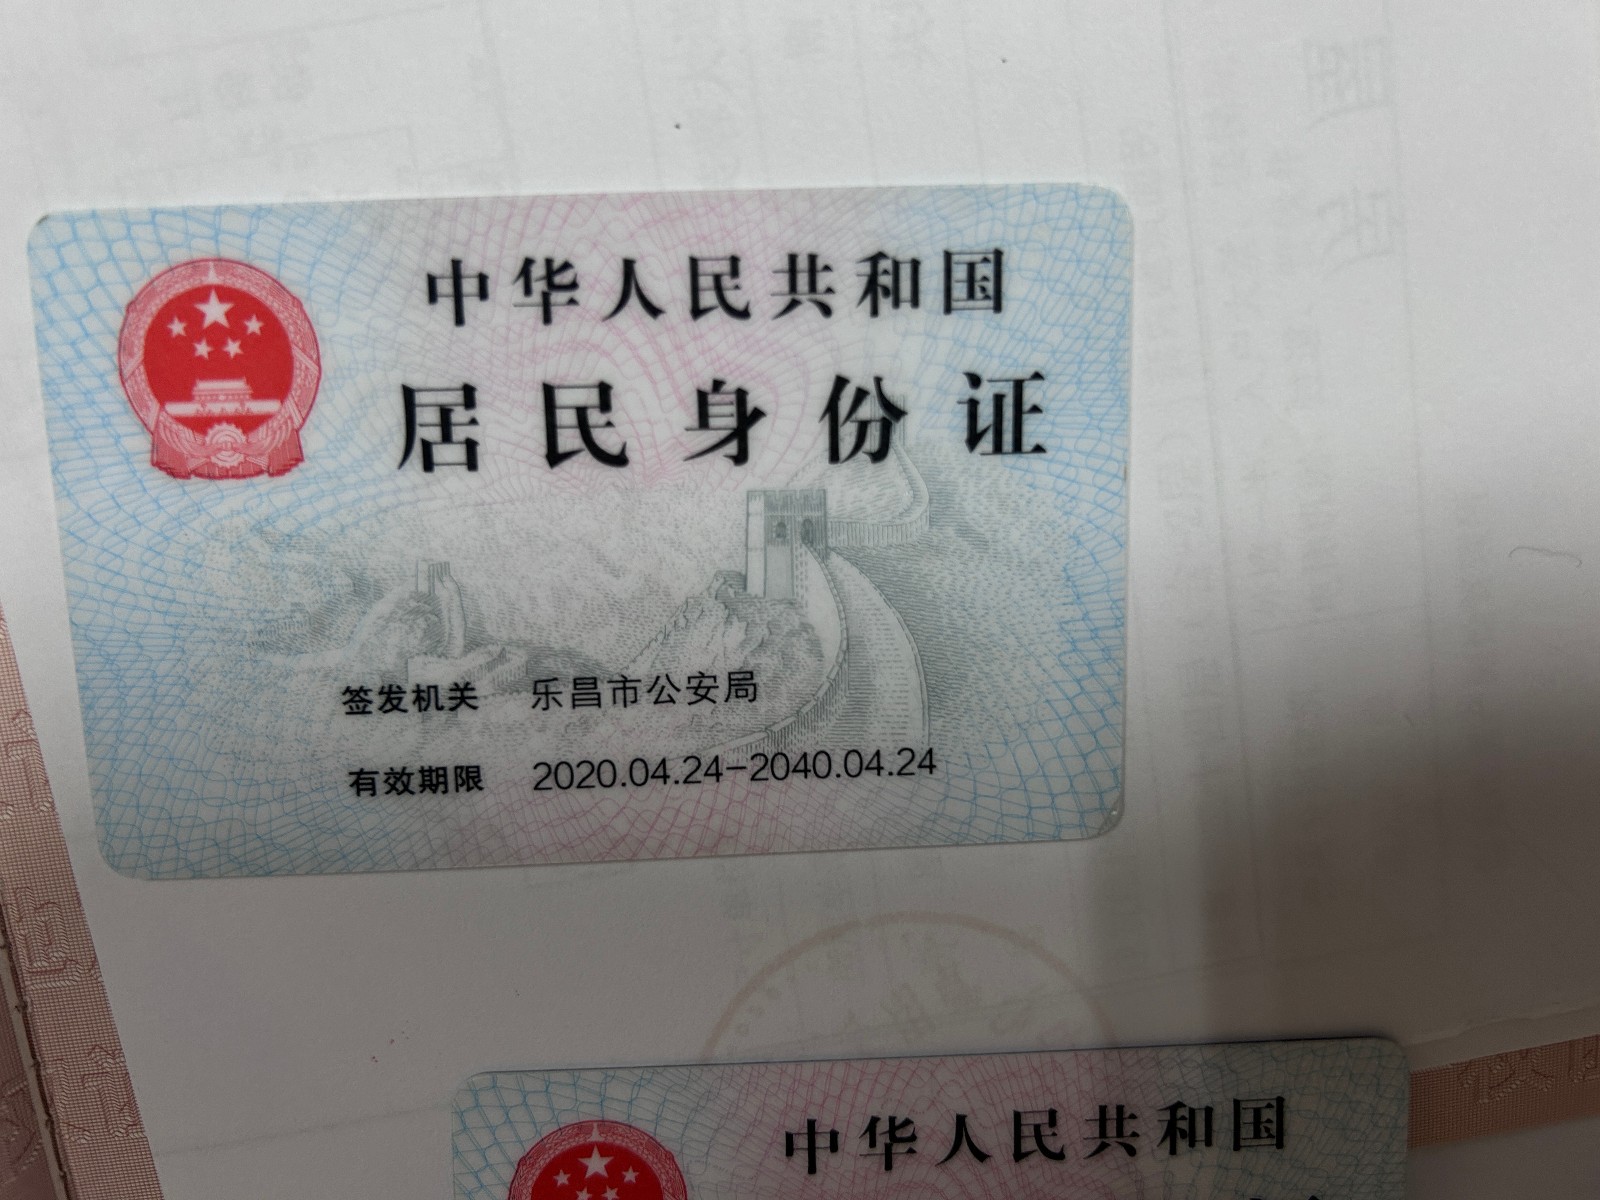 中华人民共和国
居民身份证
签发机关 乐昌市公安局
有效期限 2020.04.24-2040.04.24
中华人民共和国